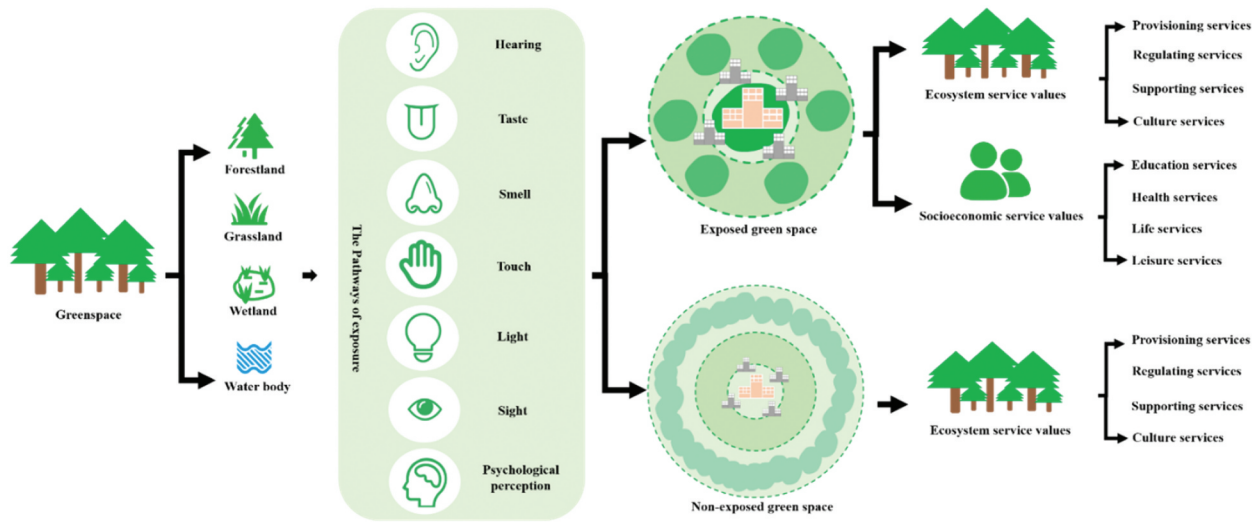 Greenspace
Forestland
Grassland
Wetland
Water body
The Pathways of exposure
Hearing
Taste
Smell
Touch
Light
Sight
Psychological
perception
Exposed green space
Non-exposed green space
Ecosystem service values
Provisioning services
Regulating services
Supporting services
Culture services
Socioeconomic service values
Education services
Health services
Life services
Leisure services
Ecosystem service values
Provisioning services
Regulating services
Supporting services
Culture services